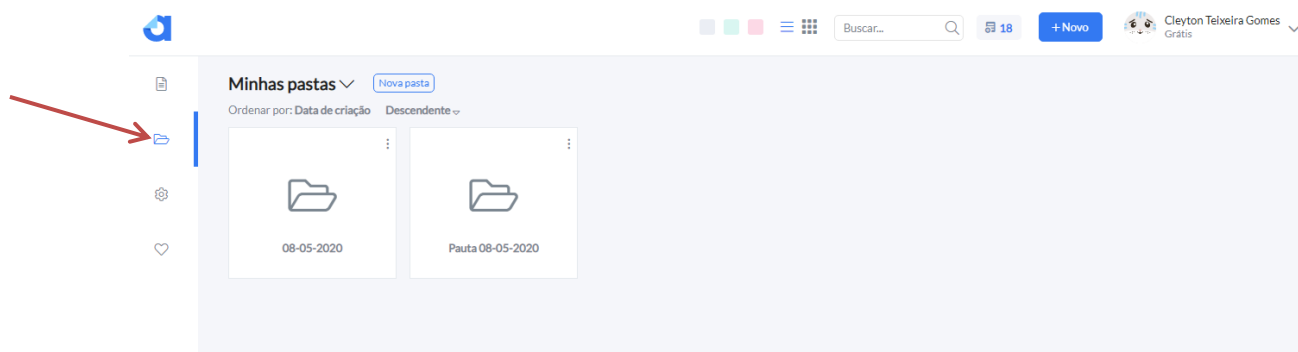 Buscar...
18
+ Novo
Cleyton Teixeira Gomes
Grátis
Minhas pastas
Nova pasta
Ordenar por: Data de criação Descendente
08-05-2020
Pauta 08-05-2020